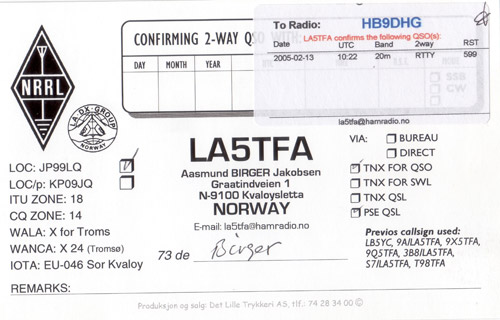 To Radio: HB9DHG
LA5TFA confirms the following QSO(s):
Date UTC Band 2way RST
2005-02-13 10:22 20m RTTY 599
CONFIRMING 2-WAY QSO WITH:
DAY MONTH YEAR
SSB
CW
la5tfa@hamradio.no
NRRL
LA-DX-GROUP
NORWAY
LA5TFA
Aasmund BIRGER Jakobsen
Graatindveien 1
N-9100 Kvaloysletta
NORWAY
E-mail: la5tfa@hamradio.no
73 de Birger
VIA: BUREAU
DIRECT
TNX FOR QSO
TNX FOR SWL
TNX QSL
PSE QSL
LOC: JP99LQ
LOC/p: KP09JQ
ITU ZONE: 18
CQ ZONE: 14
WALA: X for Troms
WANCA: X 24 (Tromsø)
IOTA: EU-046 Sor Kvaloy
Previos callsign used:
LB5YC, 9A/LA5TFA, 9X5TFA,
9Q5TFA, 3B8/LA5TFA,
S7/LA5TFA, T98TFA
REMARKS:
Produksjon og salg: Det Lille Trykkeri AS, tlf: 74 28 34 00 ©